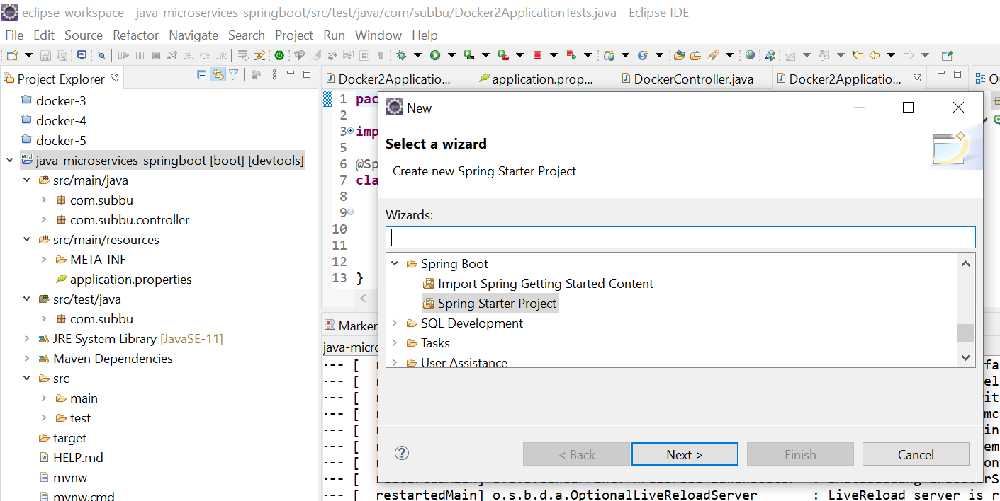 eclipse-workspace - java-microservices-springboot/src/test/java/com/subbu/Docker2ApplicationTests.java - Eclipse IDE
File Edit Source Refactor Navigate Search Project Run Window Help
Project Explorer
docker-3
docker-4
docker-5
java-microservices-springboot [boot] [devtools]
src/main/java
com.subbu
com.subbu.controller
src/main/resources
META-INF
application.properties
src/test/java
com.subbu
JRE System Library [JavaSE-11]
Maven Dependencies
src
main
test
target
HELP.md
mvnw
mvnw.cmd
Docker2Applicatio... application.prop... DockerController.java Docker2Applicatio...
1 pac
2
3 imp
5
6 @Sp
7 cla
8
9
10
11
12
13 }
New
Select a wizard
Create new Spring Starter Project
Wizards:
Spring Boot
Import Spring Getting Started Content
Spring Starter Project
SQL Development
Tasks
User Assistance
< Back Next > Finish Cancel
Marker
java-micro
--- [
--- [
--- [
--- [
--- [
--- [
--- [
--- [
--- [ restartedMain] o.s.b.d.a.OptionalLiveReloadServer : LiveReload server is r